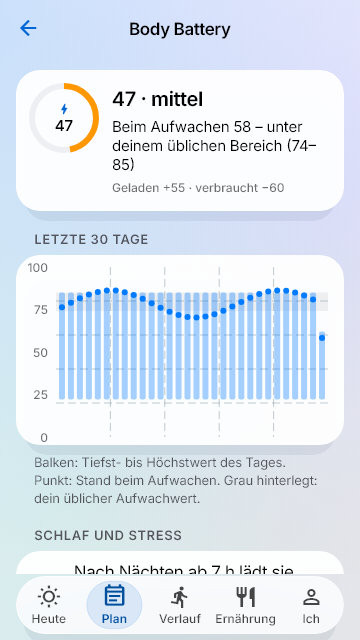 Body Battery
47
47 · mittel
Beim Aufwachen 58 – unter
deinem üblichen Bereich (74–
85)
Geladen +55 · verbraucht −60
LETZTE 30 TAGE
100
75
50
25
0
Balken: Tiefst- bis Höchstwert des Tages.
Punkt: Stand beim Aufwachen. Grau hinterlegt:
dein üblicher Aufwachwert.
SCHLAF UND STRESS
Nach Nächten ab 7 h lädt sie
Heute
Plan
Verlauf
Ernährung
Ich